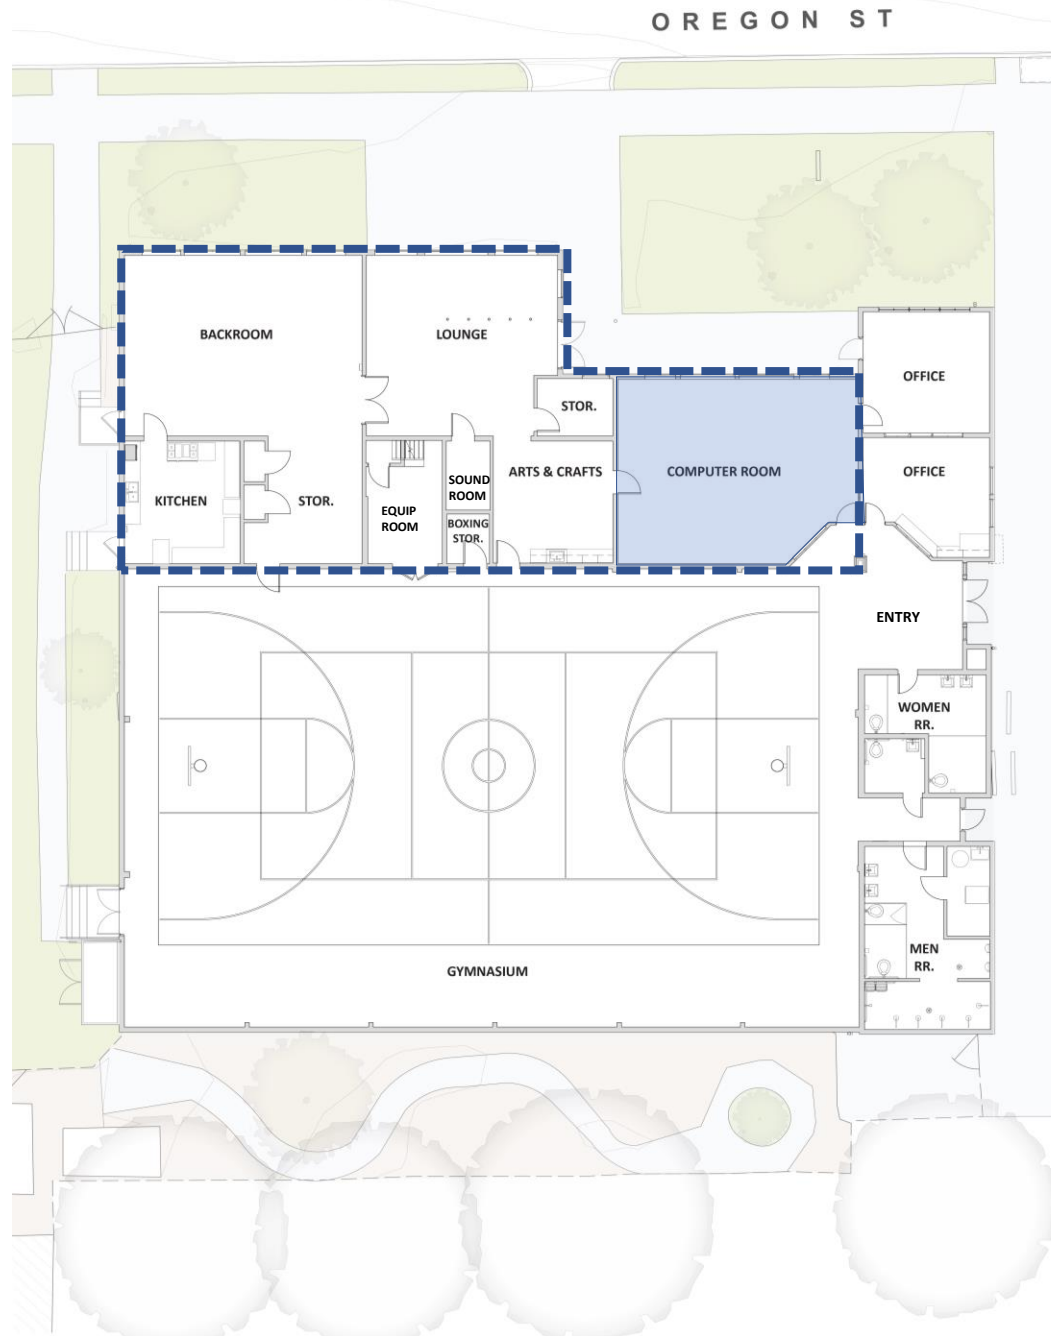 OREGON ST
BACKROOM
LOUNGE
OFFICE
STOR.
ARTS & CRAFTS
COMPUTER ROOM
OFFICE
KITCHEN
STOR.
EQUIP
ROOM
SOUND
ROOM
BOXING
STOR.
ENTRY
WOMEN
RR.
MEN
RR.
GYMNASIUM